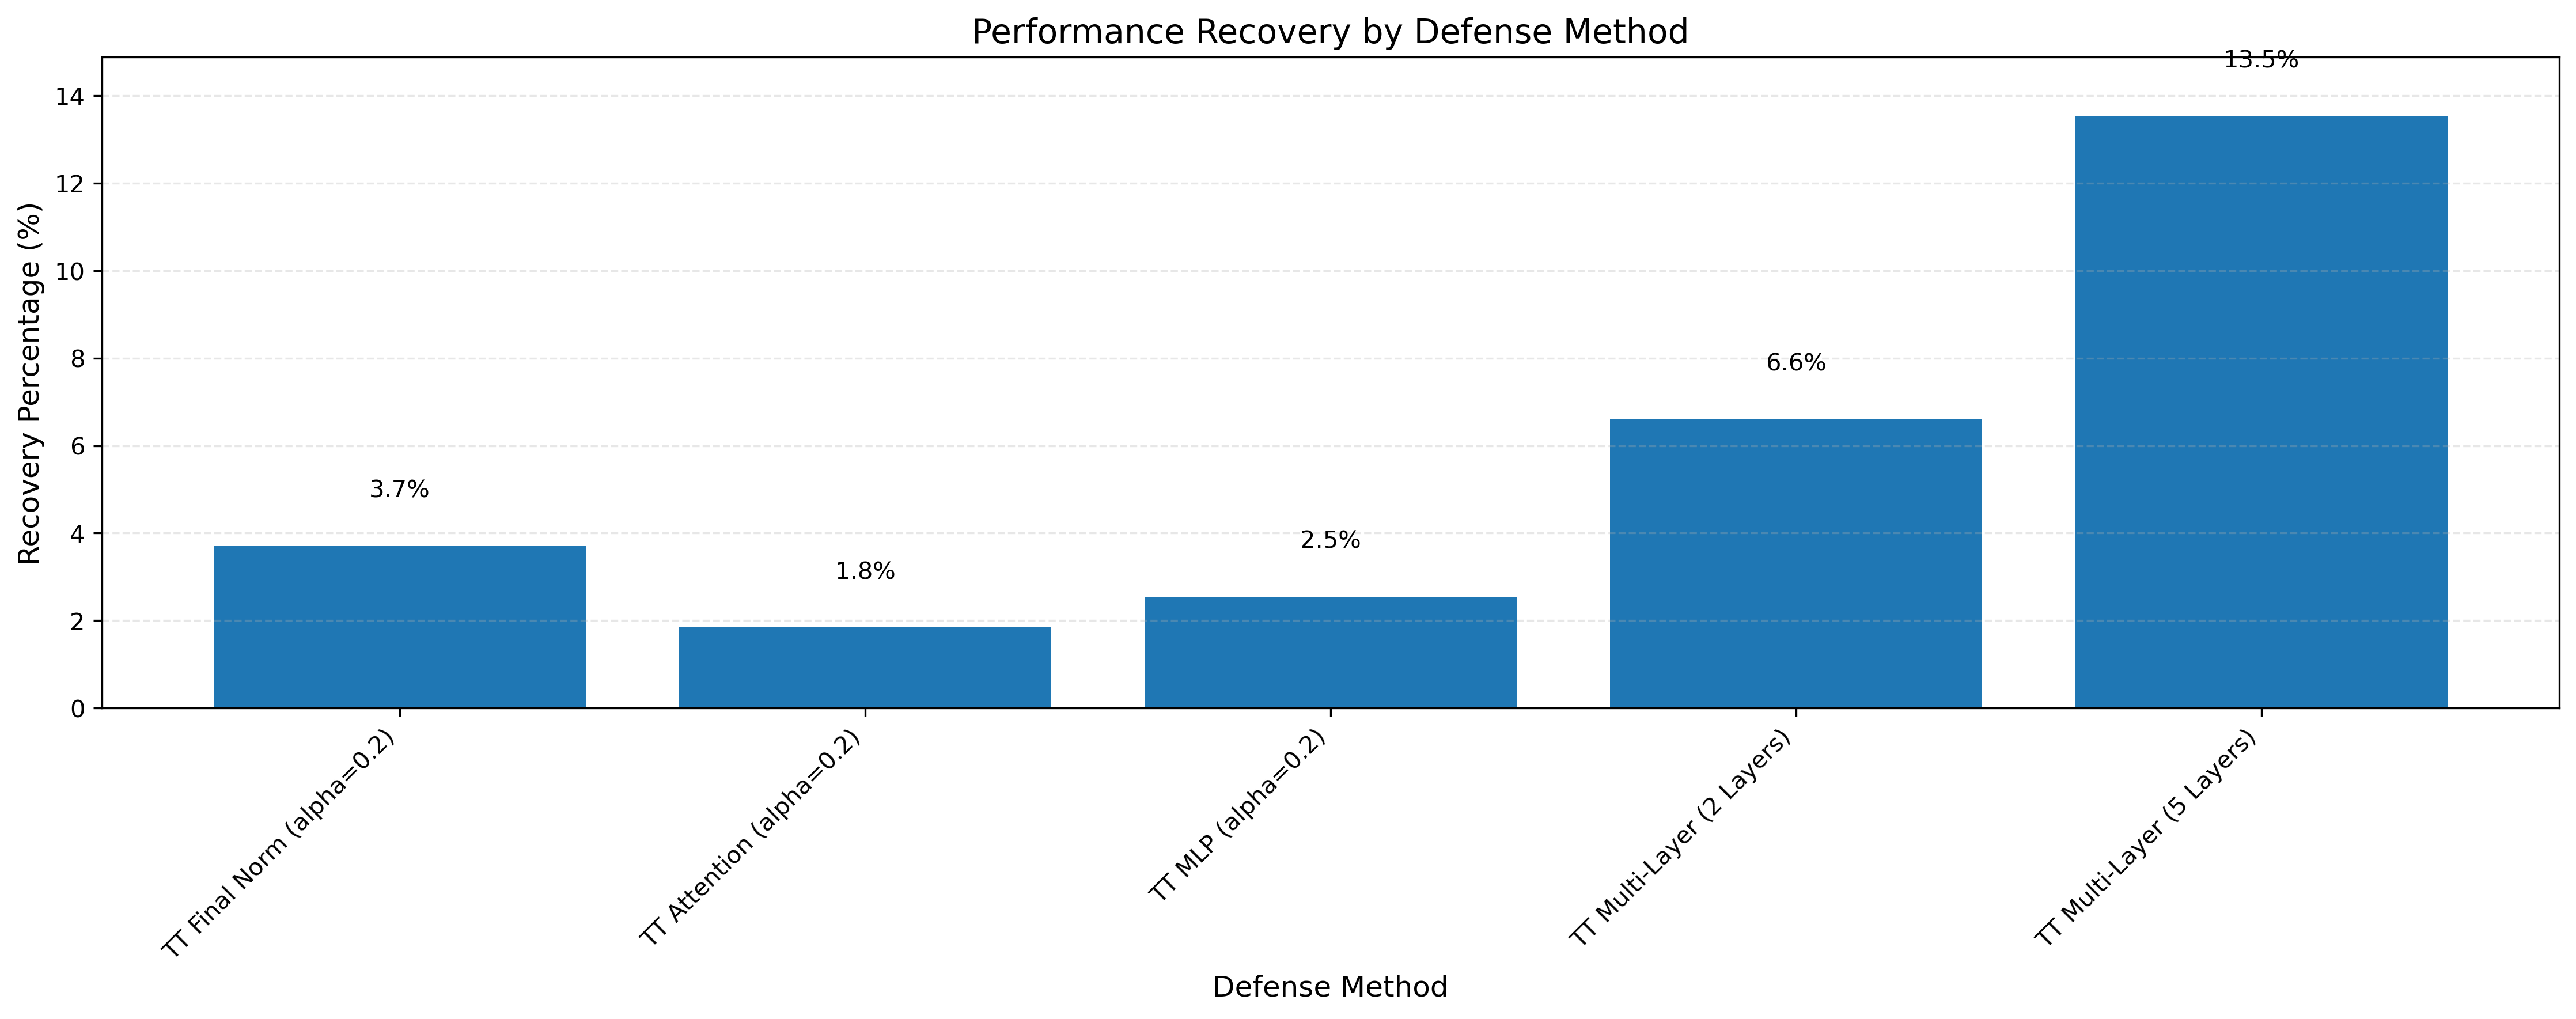 Performance Recovery by Defense Method
Recovery Percentage (%)
14
12
10
8
6
4
2
0
3.7%
1.8%
2.5%
6.6%
13.5%
TT Final Norm (alpha=0.2)
TT Attention (alpha=0.2)
TT MLP (alpha=0.2)
TT Multi-Layer (2 Layers)
TT Multi-Layer (5 Layers)
Defense Method